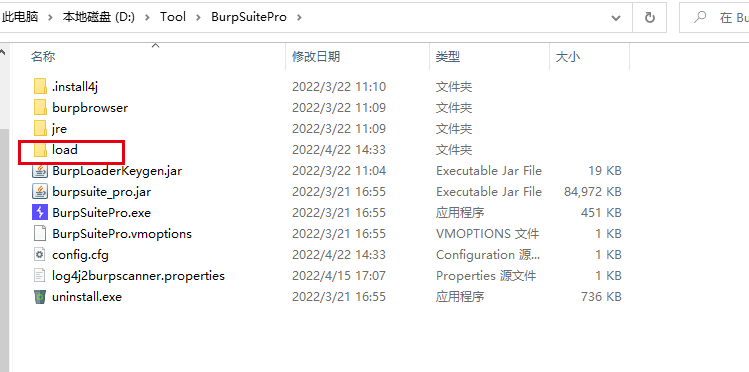 此电脑 › 本地磁盘 (D:) › Tool › BurpSuitePro › 在 Bu
名称 修改日期 类型 大小
.install4j 2022/3/22 11:10 文件夹
burpbrowser 2022/3/22 11:09 文件夹
jre 2022/3/22 11:09 文件夹
load 2022/4/22 14:33 文件夹
BurpLoaderKeygen.jar 2022/3/22 11:04 Executable Jar File 19 KB
burpsuite_pro.jar 2022/3/21 16:55 Executable Jar File 84,972 KB
BurpSuitePro.exe 2022/3/21 16:55 应用程序 451 KB
BurpSuitePro.vmoptions 2022/3/21 16:55 VMOPTIONS 文件 1 KB
config.cfg 2022/4/22 14:33 Configuration 源... 1 KB
log4j2burpscanner.properties 2022/4/15 17:07 Properties 源文件 1 KB
uninstall.exe 2022/3/21 16:55 应用程序 736 KB